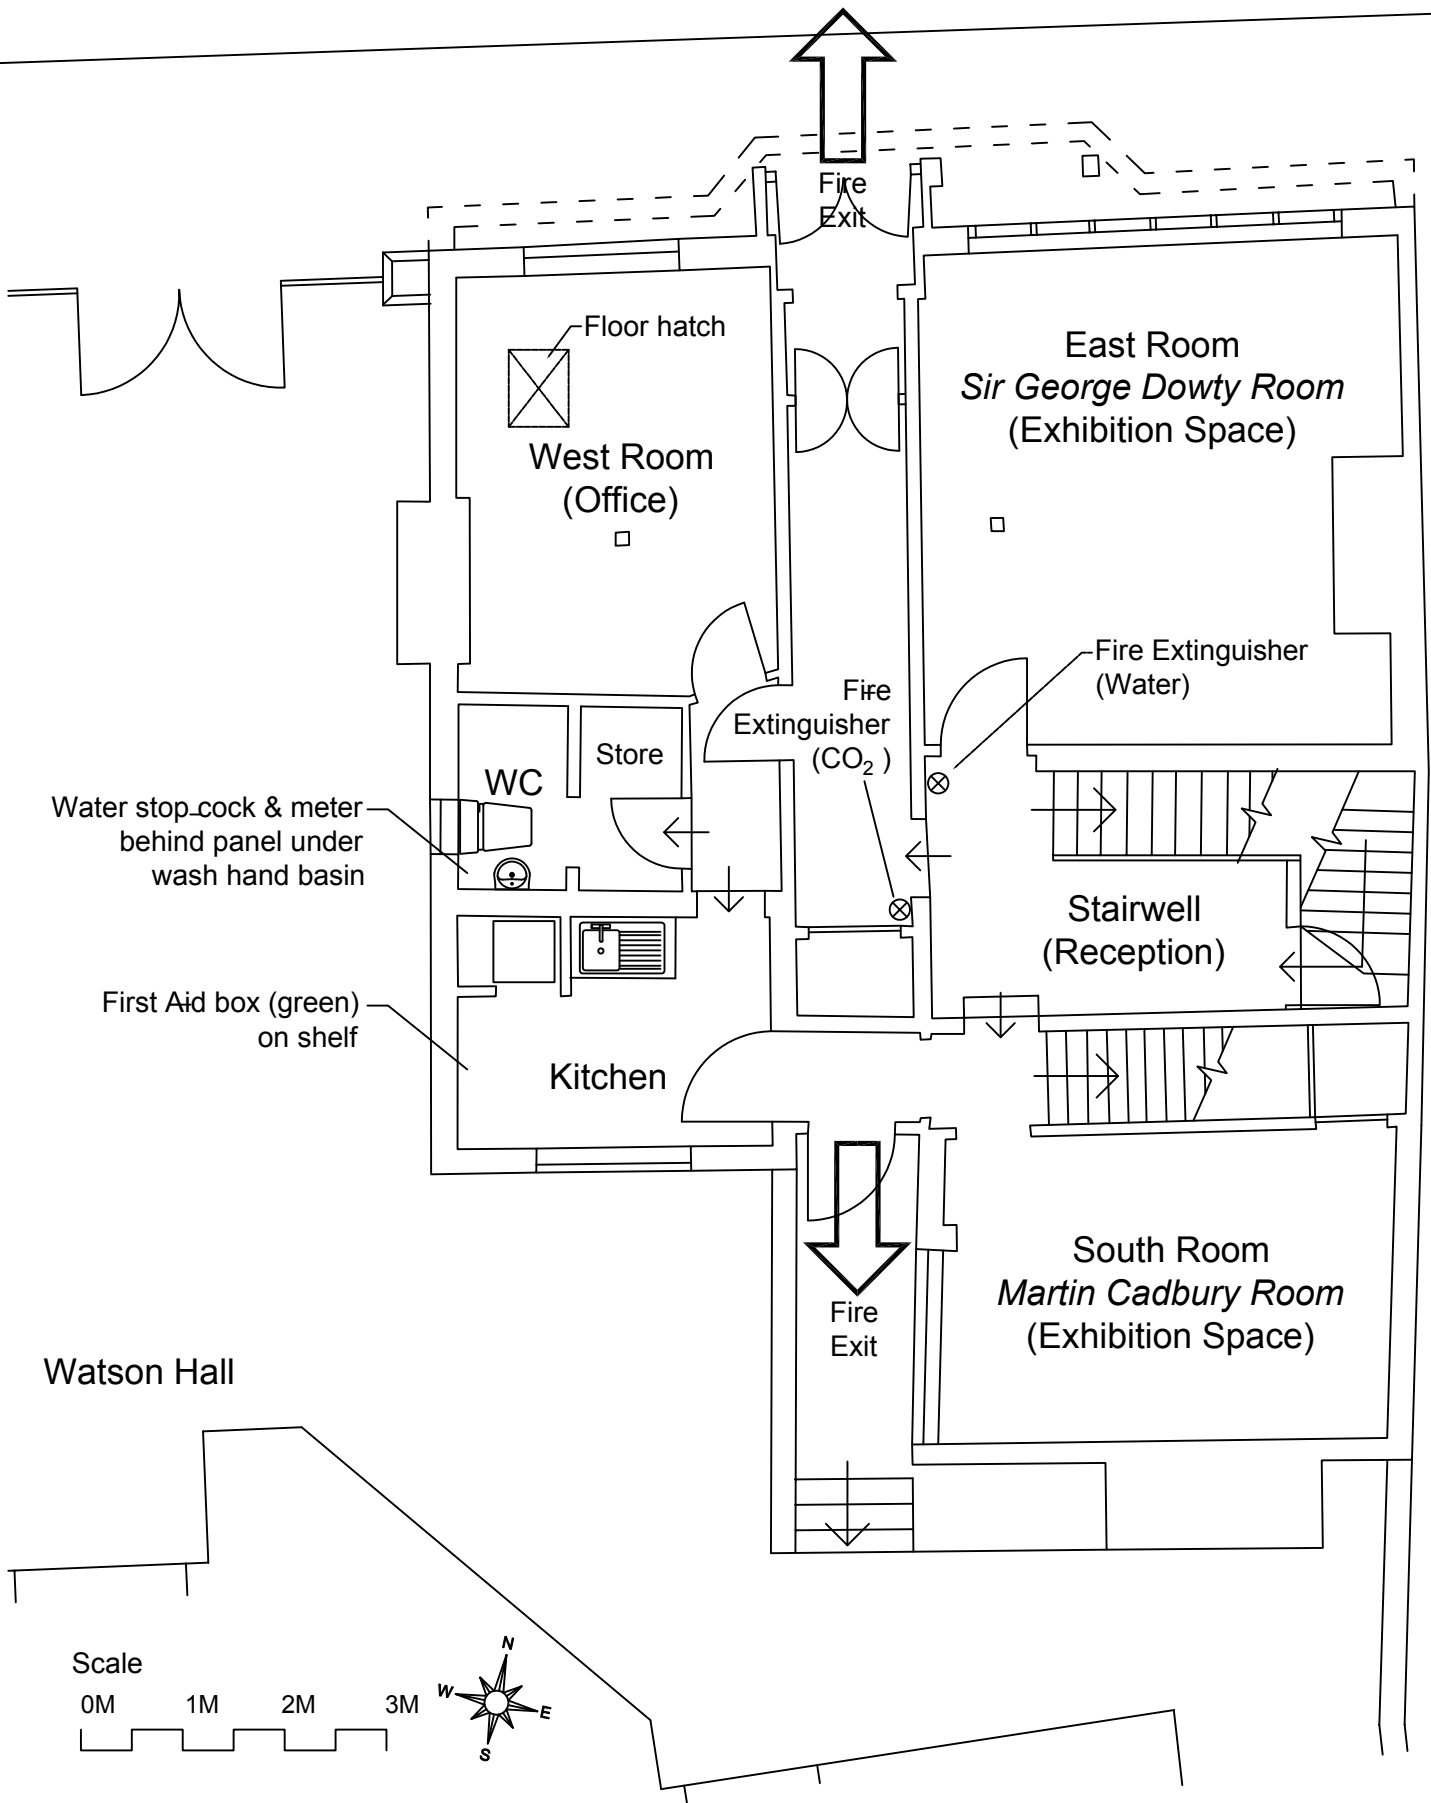 Fire
Exit
Floor hatch
East Room
Sir George Dowty Room
(Exhibition Space)
West Room
(Office)
Fire Extinguisher
(Water)
Fire
Extinguisher
(CO₂ )
Store
WC
Water stop cock & meter
behind panel under
wash hand basin
Stairwell
(Reception)
First Aid box (green)
on shelf
Kitchen
South Room
Martin Cadbury Room
(Exhibition Space)
Fire
Exit
Watson Hall
Scale
0M 1M 2M 3M
N
W
E
S